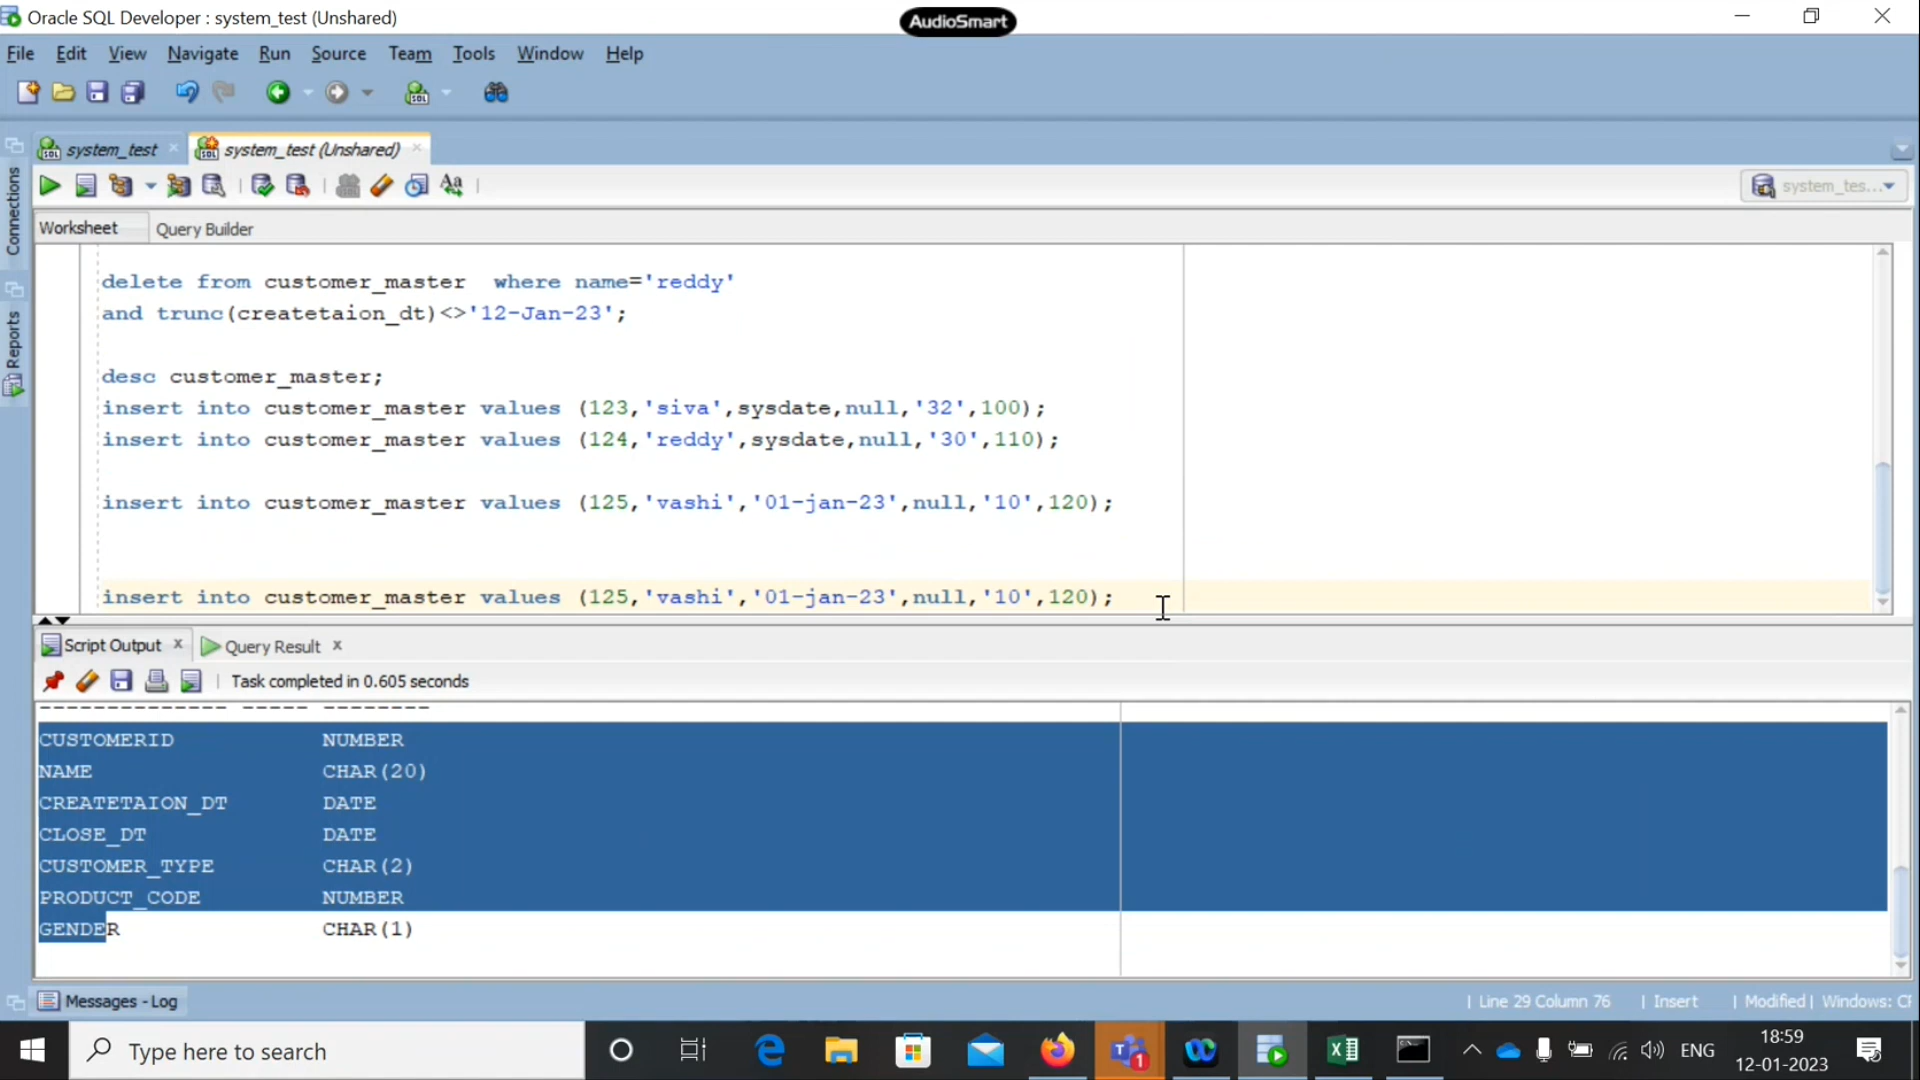 Oracle SQL Developer : system_test (Unshared)
AudioSmart
File Edit View Navigate Run Source Team Tools Window Help
system_test
system_test (Unshared)
system_tes...
Worksheet Query Builder
Connections
Reports
delete from customer_master  where name='reddy'
and trunc(createtaion_dt)<>'12-Jan-23';
desc customer_master;
insert into customer_master values (123,'siva',sysdate,null,'32',100);
insert into customer_master values (124,'reddy',sysdate,null,'30',110);
insert into customer_master values (125,'vashi','01-jan-23',null,'10',120);
insert into customer_master values (125,'vashi','01-jan-23',null,'10',120);
Script Output x Query Result x
Task completed in 0.605 seconds
-------------- ----- --------
CUSTOMERID NUMBER
NAME CHAR(20)
CREATETAION_DT DATE
CLOSE_DT DATE
CUSTOMER_TYPE CHAR(2)
PRODUCT_CODE NUMBER
GENDER CHAR(1)
Messages - Log
| Line 29 Column 76 | Insert | Modified | Windows: CF
Type here to search
1
ENG
18:59
12-01-2023